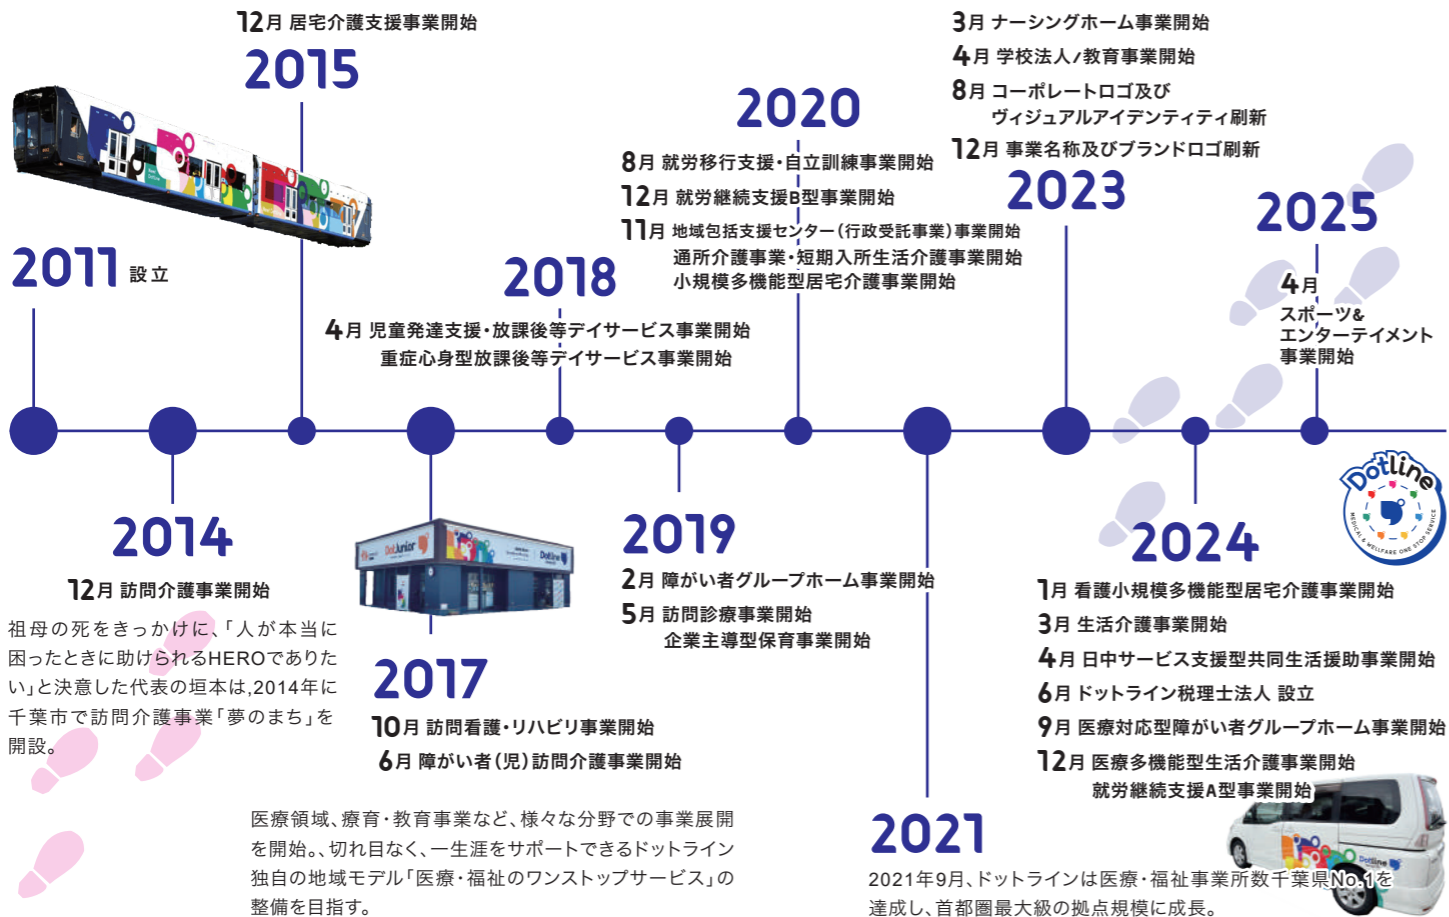 2011 設立
2014
12月 訪問介護事業開始
祖母の死をきっかけに、「人が本当に
困ったときに助けられるHEROでありた
い」と決意した代表の垣本は,2014年に
千葉市で訪問介護事業「夢のまち」を
開設。
12月 居宅介護支援事業開始
2015
DotJunior
Dotline
2017
10月 訪問看護・リハビリ事業開始
6月 障がい者(児)訪問介護事業開始
医療領域、療育・教育事業など、様々な分野での事業展開
を開始。、切れ目なく、一生涯をサポートできるドットライン
独自の地域モデル「医療・福祉のワンストップサービス」の
整備を目指す。
2018
4月 児童発達支援・放課後等デイサービス事業開始
重症心身型放課後等デイサービス事業開始
2019
2月 障がい者グループホーム事業開始
5月 訪問診療事業開始
企業主導型保育事業開始
2020
8月 就労移行支援・自立訓練事業開始
12月 就労継続支援B型事業開始
11月 地域包括支援センター(行政受託事業)事業開始
通所介護事業・短期入所生活介護事業開始
小規模多機能型居宅介護事業開始
2021
2021年9月、ドットラインは医療・福祉事業所数千葉県No.1を
達成し、首都圏最大級の拠点規模に成長。
3月 ナーシングホーム事業開始
4月 学校法人/教育事業開始
8月 コーポレートロゴ及び
ヴィジュアルアイデンティティ刷新
12月 事業名称及びブランドロゴ刷新
2023
2024
1月 看護小規模多機能型居宅介護事業開始
3月 生活介護事業開始
4月 日中サービス支援型共同生活援助事業開始
6月 ドットライン税理士法人 設立
9月 医療対応型障がい者グループホーム事業開始
12月 医療多機能型生活介護事業開始
就労継続支援A型事業開始
Dotline
2025
4月
スポーツ&
エンターテイメント
事業開始
Dotline
MEDICAL & WELLFARE ONE STOP SERVICE